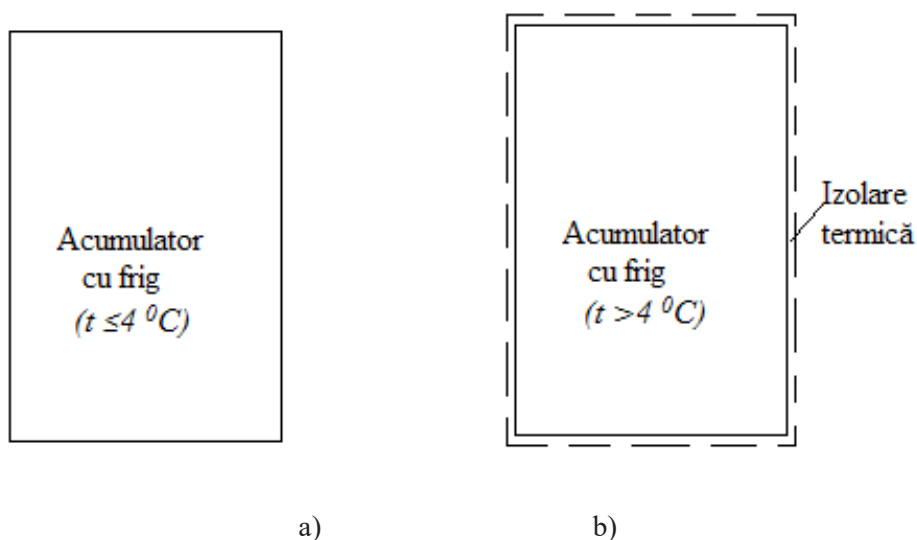 Acumulator
cu frig
(t ≤4 ⁰C)
Acumulator
cu frig
(t >4 ⁰C)
Izolare
termică
a)
b)